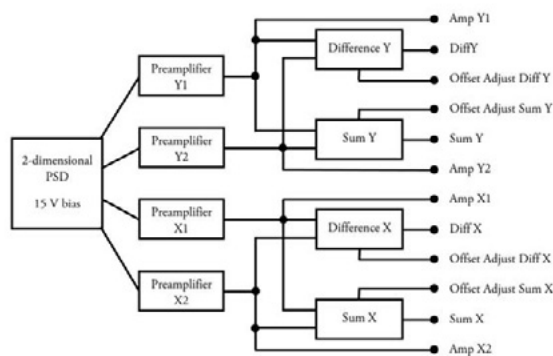 2-dimensional
PSD
15 V bias
Preamplifier
Y1
Preamplifier
Y2
Preamplifier
X1
Preamplifier
X2
Difference Y
Sum Y
Difference X
Sum X
Amp Y1
DiffY
Offset Adjust Diff Y
Offset Adjust Sum Y
Sum Y
Amp Y2
Amp X1
Diff X
Offset Adjust Diff X
Offset Adjust Sum X
Sum X
Amp X2